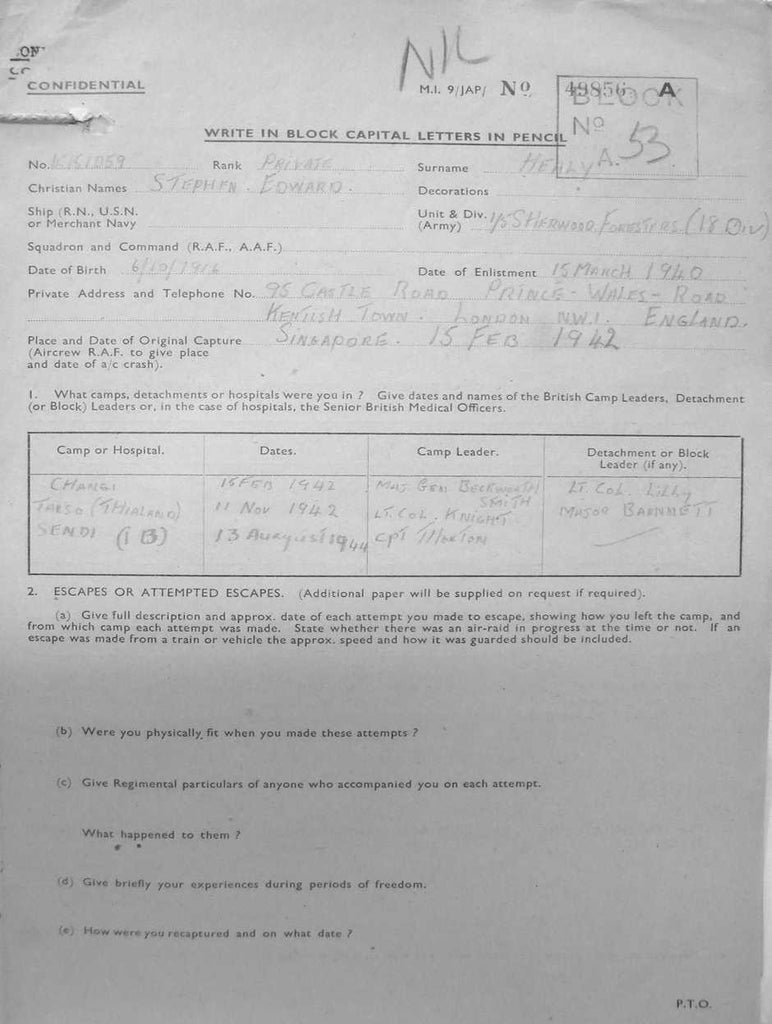 CONFIDENTIAL
NIL
M.I. 9/JAP/ No 49856 A
BLOCK
No A. 53
WRITE IN BLOCK CAPITAL LETTERS IN PENCIL
No. Rank PRIVATE Surname HEALY
Christian Names STEPHEN. EDWARD. Decorations
Ship (R.N., U.S.N. or Merchant Navy Unit & Div. (Army) 1/5 SHERWOOD FORESTERS (18 DIV)
Squadron and Command (R.A.F., A.A.F.)
Date of Birth 6/10/1916 Date of Enlistment 15 MARCH 1940
Private Address and Telephone No. 95 CASTLE ROAD PRINCE-WALES-ROAD
KENTISH TOWN. LONDON N.W.1. ENGLAND.
Place and Date of Original Capture SINGAPORE. 15 FEB 1942
(Aircrew R.A.F. to give place
and date of a/c crash).
1. What camps, detachments or hospitals were you in ? Give dates and names of the British Camp Leaders, Detachment
(or Block) Leaders or, in the case of hospitals, the Senior British Medical Officers.
Camp or Hospital. Dates. Camp Leader. Detachment or Block Leader (if any).
CHANGI 15 FEB 1942 MAJ GEN BECKWORTH SMITH LT. COL. LILLY
TARSO (THIALAND) 11 NOV 1942 LT. COL. KNIGHT MAJOR BARNNETT
SENDI (1 B) 13 AUGUST 1944 CPT
2. ESCAPES OR ATTEMPTED ESCAPES. (Additional paper will be supplied on request if required).
(a) Give full description and approx. date of each attempt you made to escape, showing how you left the camp, and
from which camp each attempt was made. State whether there was an air-raid in progress at the time or not. If an
escape was made from a train or vehicle the approx. speed and how it was guarded should be included.
(b) Were you physically fit when you made these attempts ?
(c) Give Regimental particulars of anyone who accompanied you on each attempt.
What happened to them ?
(d) Give briefly your experiences during periods of freedom.
(e) How were you recaptured and on what date ?
P.T.O.